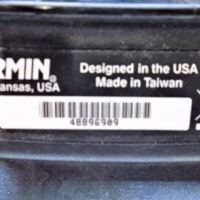 RMIN
ansas, USA
Designed in the USA
Made in Taiwan
48896909